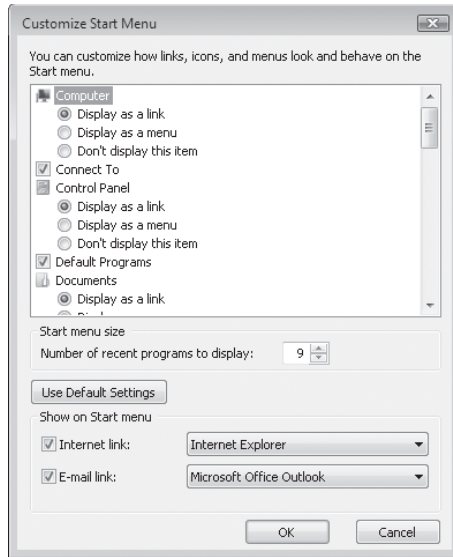 Customize Start Menu
You can customize how links, icons, and menus look and behave on the
Start menu.
Computer
Display as a link
Display as a menu
Don't display this item
Connect To
Control Panel
Display as a link
Display as a menu
Don't display this item
Default Programs
Documents
Display as a link
Start menu size
Number of recent programs to display: 9
Use Default Settings
Show on Start menu
Internet link: Internet Explorer
E-mail link: Microsoft Office Outlook
OK Cancel